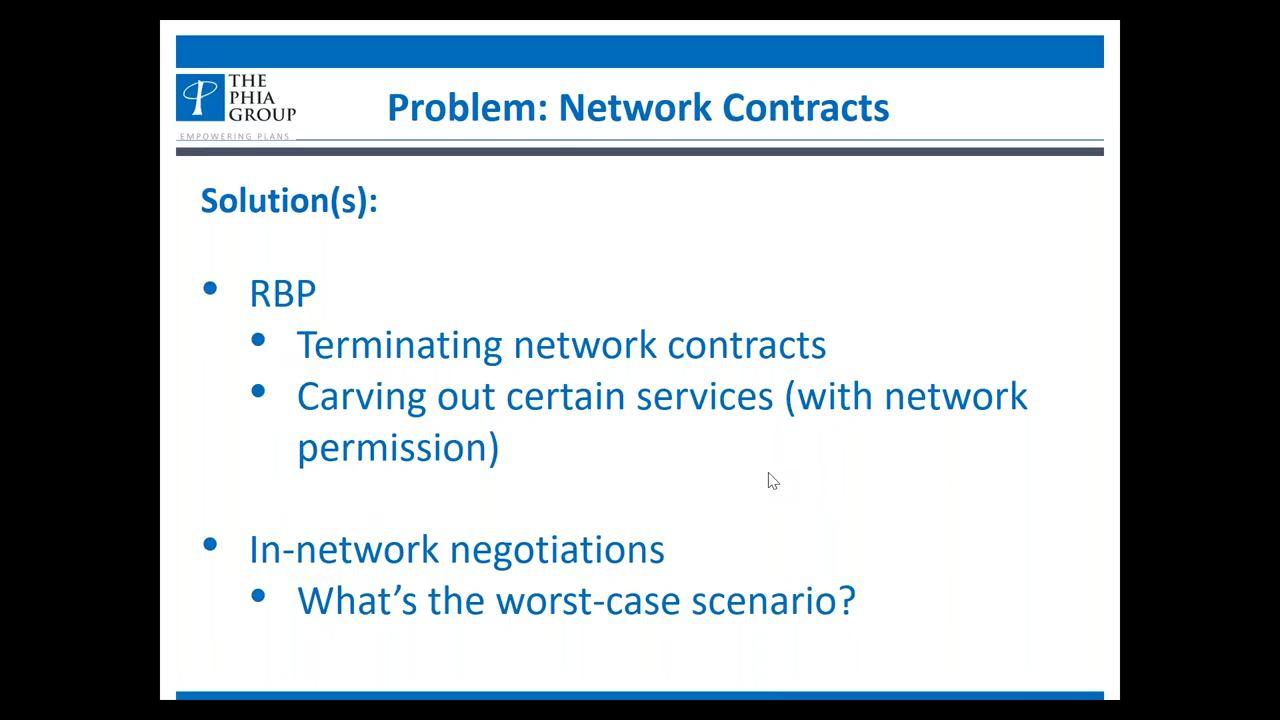 THE
PHIA
GROUP
EMPOWERING PLANS
Problem: Network Contracts
Solution(s):
• RBP
• Terminating network contracts
• Carving out certain services (with network
permission)
• In-network negotiations
• What’s the worst-case scenario?